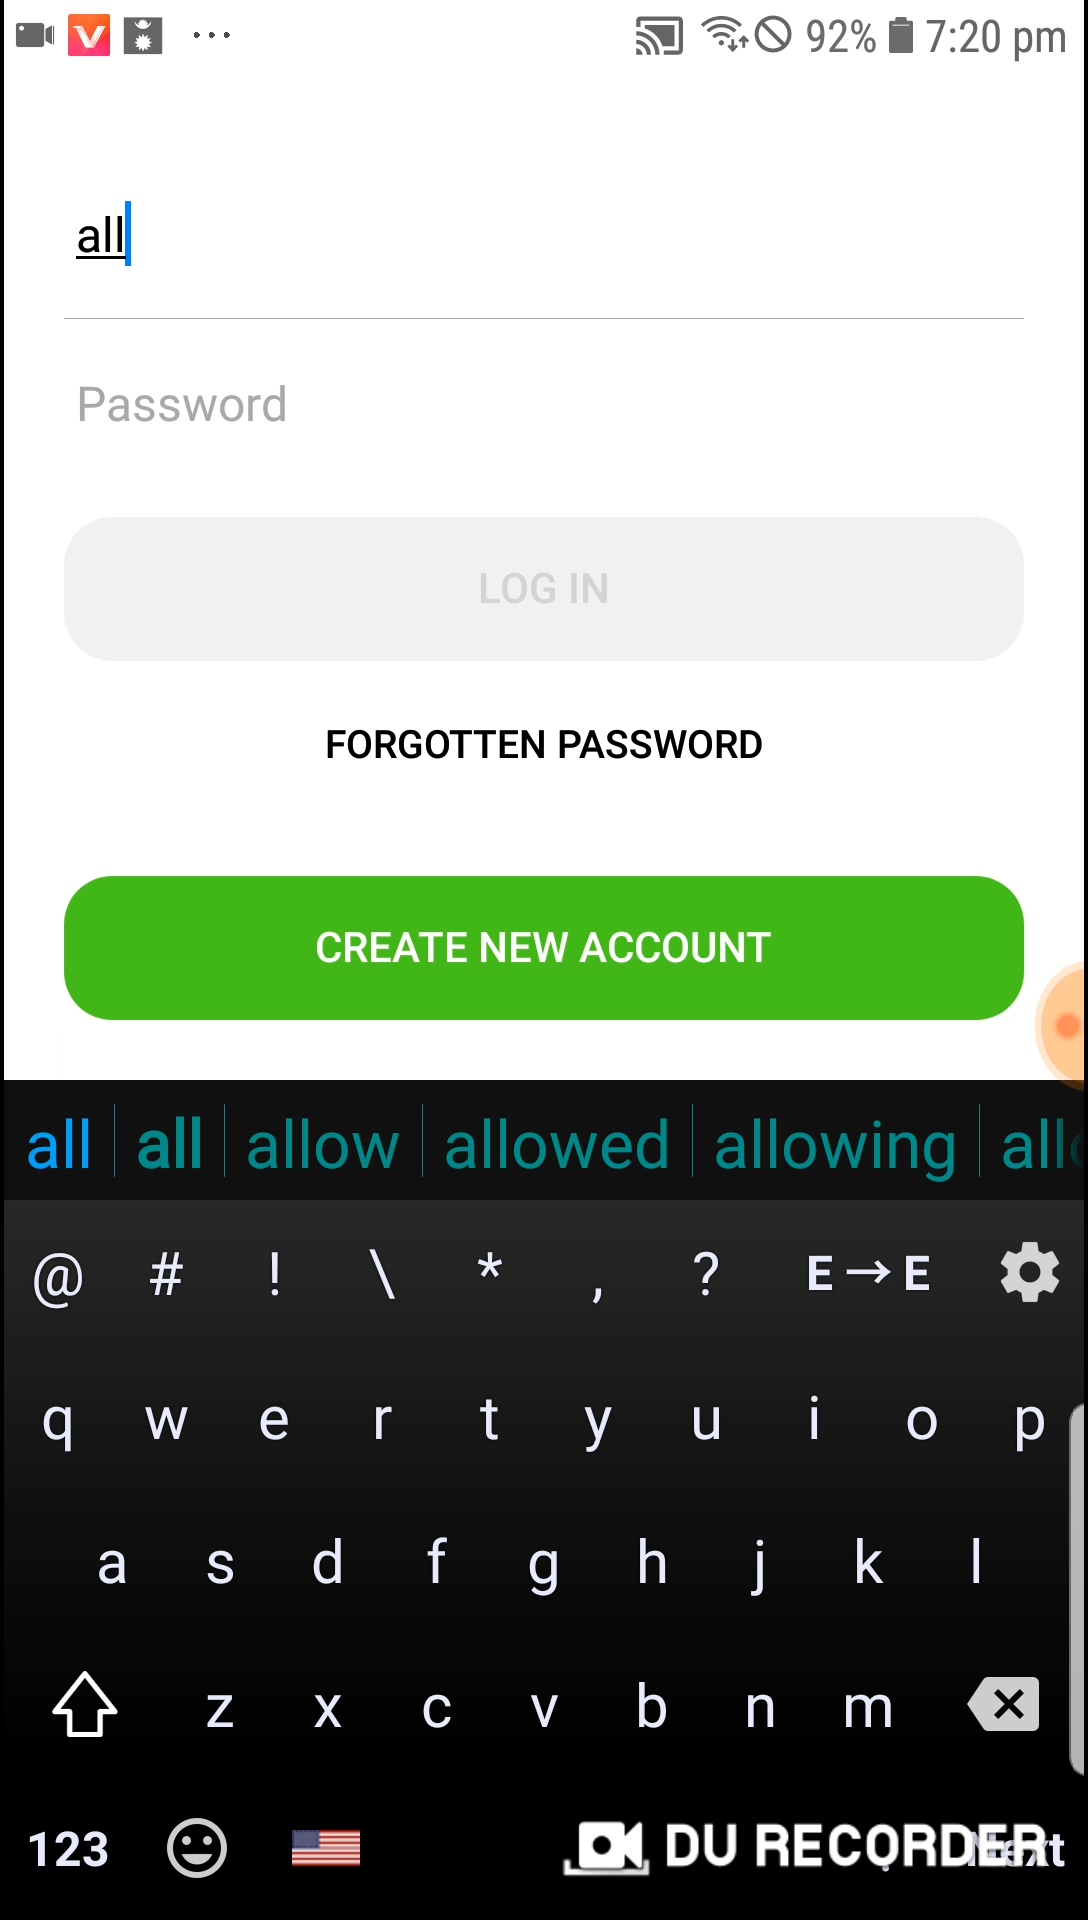 92% 7:20 pm
all
Password
LOG IN
FORGOTTEN PASSWORD
CREATE NEW ACCOUNT
all all allow allowed allowing
@ # ! \ * , ? E→E
q w e r t y u i o p
a s d f g h j k l
z x c v b n m
123 DU RECORDER Next